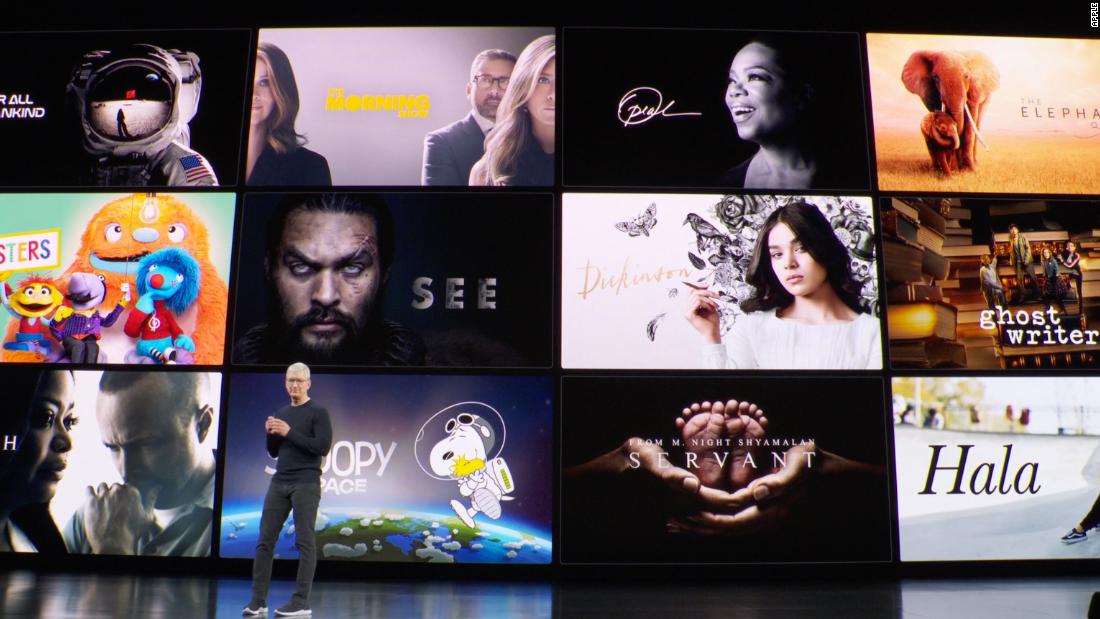 R ALL
NKIND
THE
MORNING
SHOW
Oprah
THE
ELEPHA
Q
STERS
SEE
Dickinson
ghost
writer
H
OOPY
PACE
FROM M. NIGHT SHYAMALAN
SERVANT
Hala
APPLE